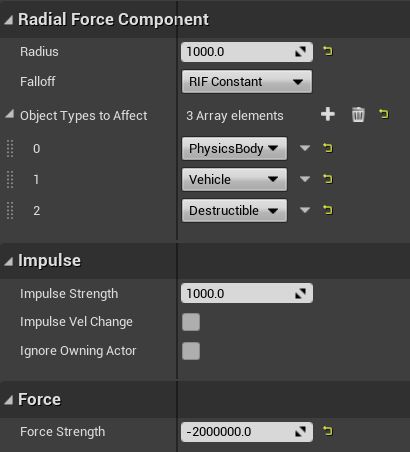 Radial Force Component
Radius 1000.0
Falloff RIF Constant
Object Types to Affect 3 Array elements
0 PhysicsBody
1 Vehicle
2 Destructible
Impulse
Impulse Strength 1000.0
Impulse Vel Change
Ignore Owning Actor
Force
Force Strength -2000000.0